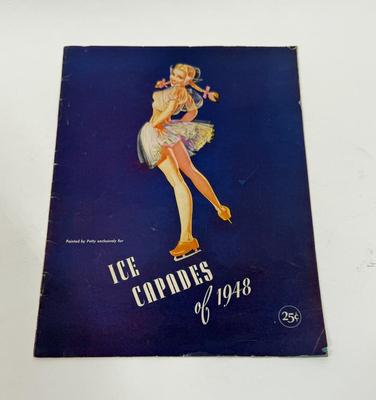 Painted by Petty exclusively for
ICE
CAPADES
of 1948
25¢